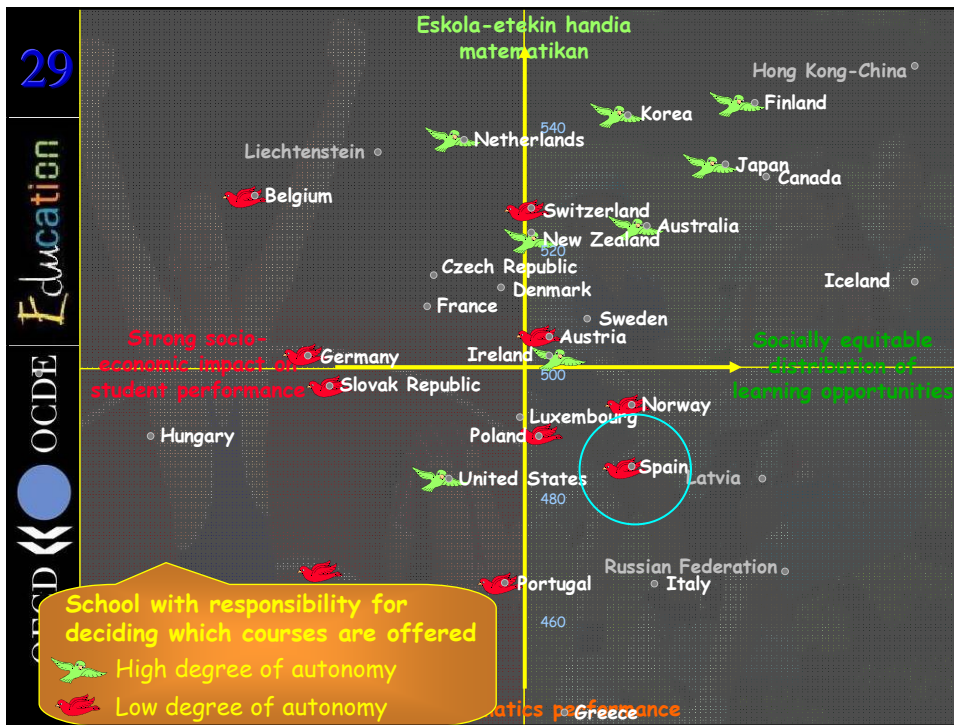 29
Education
OECD OCDE
Eskola-etekin handia
matematikan
Hong Kong-China
Finland
Korea
540
Netherlands
Liechtenstein
Japan
Canada
Belgium
Switzerland
Australia
New Zealand
520
Czech Republic
Iceland
Denmark
France
Sweden
Strong socio-
economic impact on
student performance
Austria
Socially equitable
distribution of
learning opportunities
Germany
Ireland
500
Slovak Republic
Norway
Luxembourg
Hungary
Poland
Spain
United States
Latvia
480
Russian Federation
Portugal
Italy
460
School with responsibility for
deciding which courses are offered
High degree of autonomy
Low degree of autonomy
performance
Greece